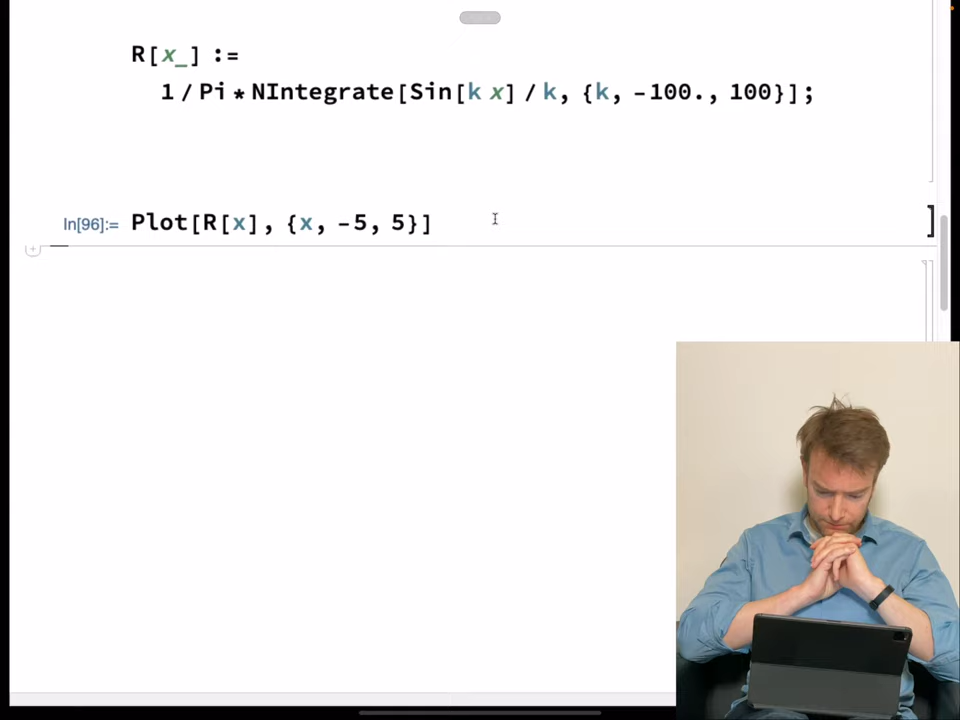 R[x_] :=
1 / Pi * NIntegrate[Sin[k x] / k, {k, -100., 100}];
In[96]:= Plot[R[x], {x, -5, 5}]